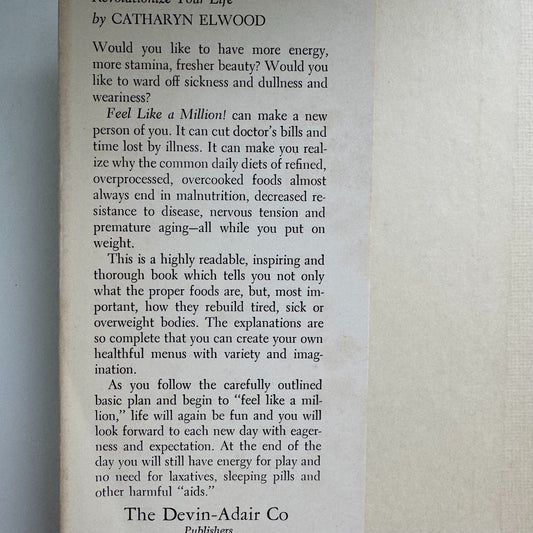 Revolutionize Your Life
by CATHARYN ELWOOD
Would you like to have more energy,
more stamina, fresher beauty? Would you
like to ward off sickness and dullness and
weariness?
Feel Like a Million! can make a new
person of you. It can cut doctor's bills and
time lost by illness. It can make you real-
ize why the common daily diets of refined,
overprocessed, overcooked foods almost
always end in malnutrition, decreased re-
sistance to disease, nervous tension and
premature aging—all while you put on
weight.
This is a highly readable, inspiring and
thorough book which tells you not only
what the proper foods are, but, most im-
portant, how they rebuild tired, sick or
overweight bodies. The explanations are
so complete that you can create your own
healthful menus with variety and imag-
ination.
As you follow the carefully outlined
basic plan and begin to "feel like a mil-
lion," life will again be fun and you will
look forward to each new day with eager-
ness and expectation. At the end of the
day you will still have energy for play and
no need for laxatives, sleeping pills and
other harmful "aids."
The Devin-Adair Co
Publishers